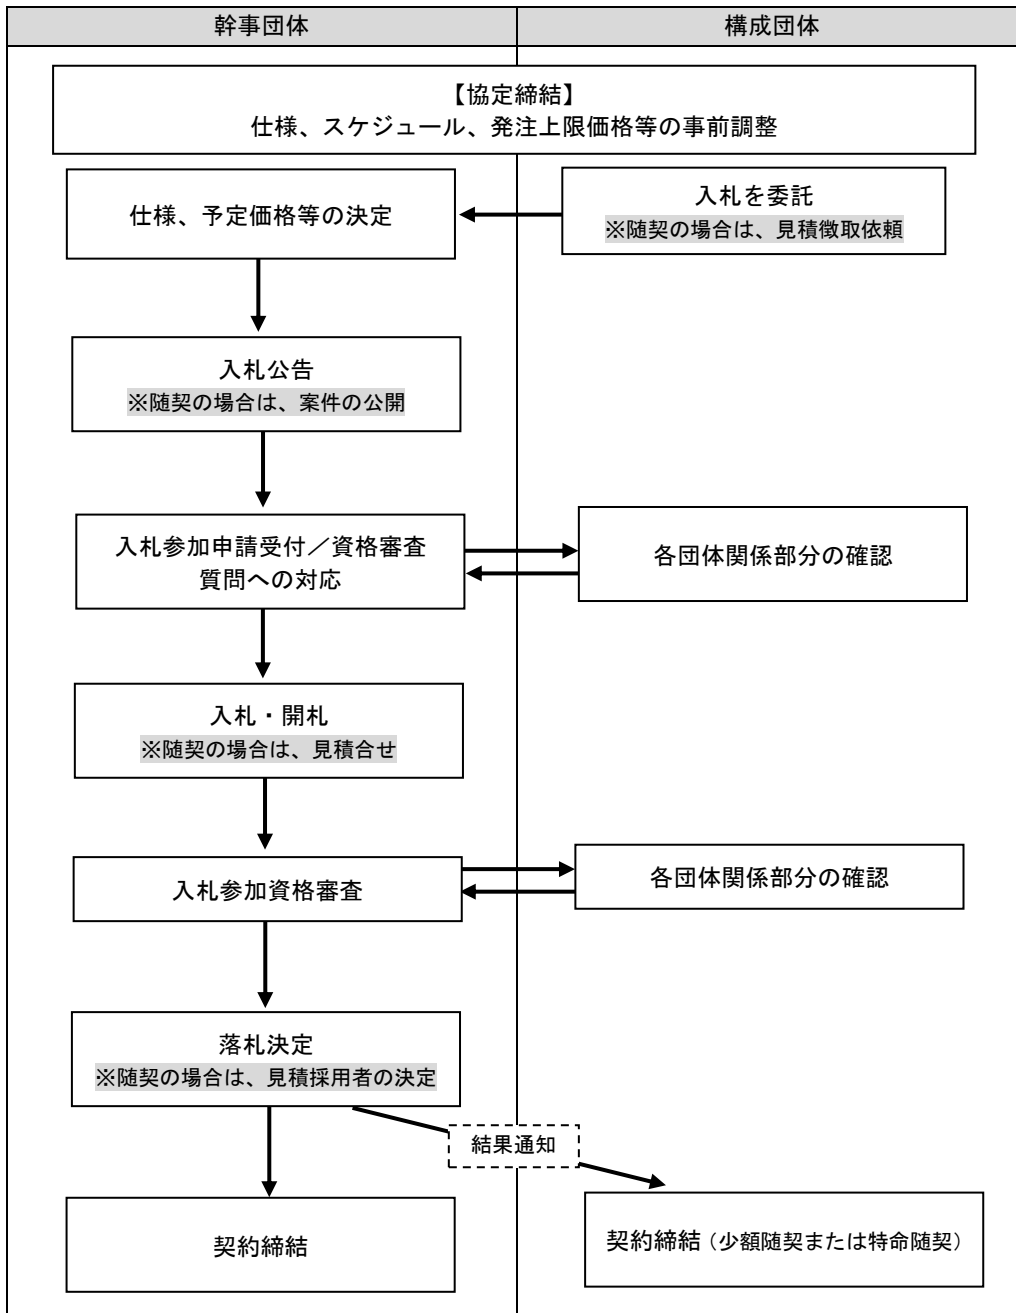 幹事団体
構成団体
【協定締結】
仕様、スケジュール、発注上限価格等の事前調整
仕様、予定価格等の決定
入札を委託
※随契の場合は、見積徴取依頼
入札公告
※随契の場合は、案件の公開
入札参加申請受付／資格審査
質問への対応
各団体関係部分の確認
入札・開札
※随契の場合は、見積合せ
入札参加資格審査
各団体関係部分の確認
落札決定
※随契の場合は、見積採用者の決定
結果通知
契約締結
契約締結（少額随契または特命随契）